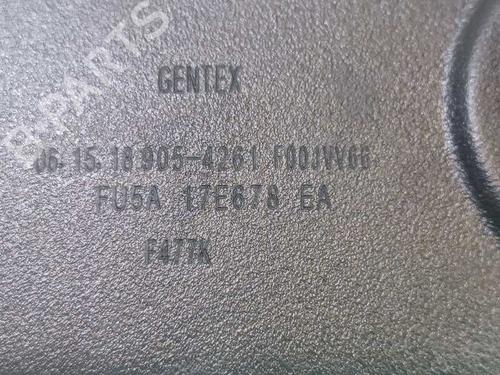 B-PARTS
GENTEX
06.15.18 905-4261 F00JVV66
FU5A 17E678 EA
F477K